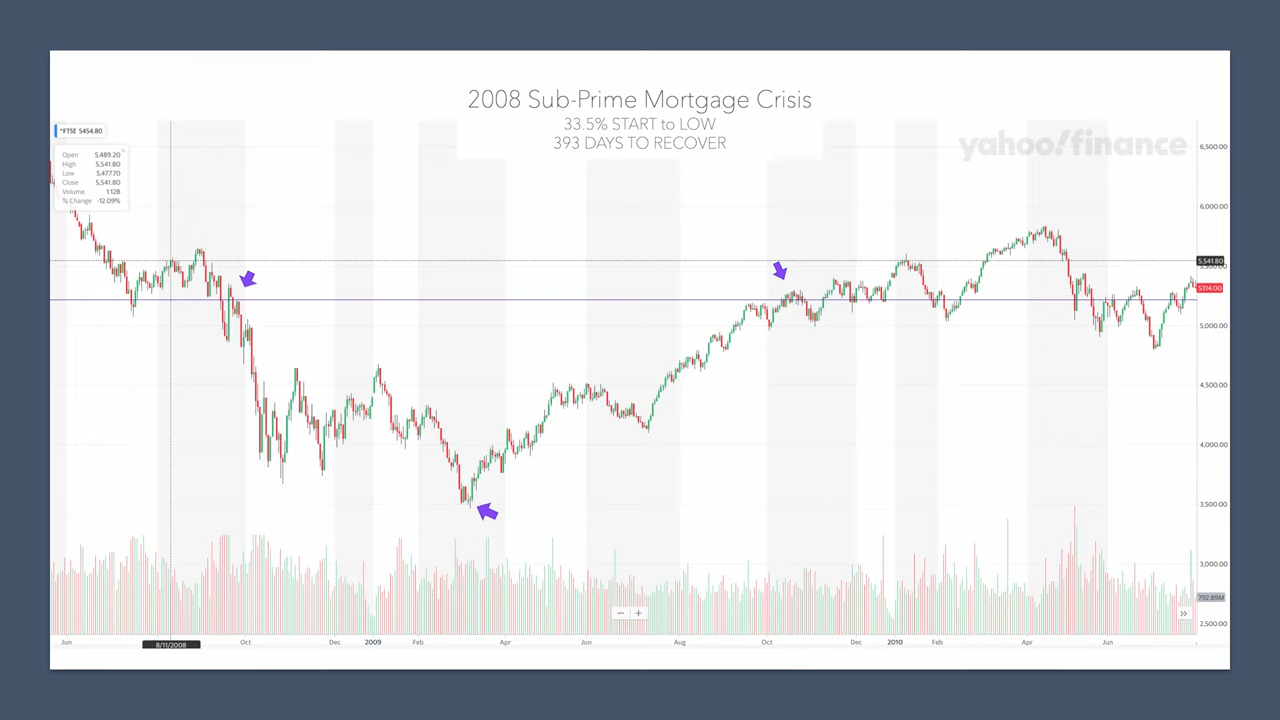 2008 Sub-Prime Mortgage Crisis
33.5% START to LOW
393 DAYS TO RECOVER
^FTSE 5454.80
yahoo!finance
Open 5,489.20
High 5,541.80
Low 5,477.70
Close 5,541.80
Volume 1.12B
% Change -12.09%
6,500.00
6,000.00
5,541.80
5314.00
5,000.00
4,500.00
4,000.00
3,500.00
3,000.00
792.89M
2,500.00
Jun 8/11/2008 Oct Dec 2009 Feb Apr Jun Aug Oct Dec 2010 Feb Apr Jun